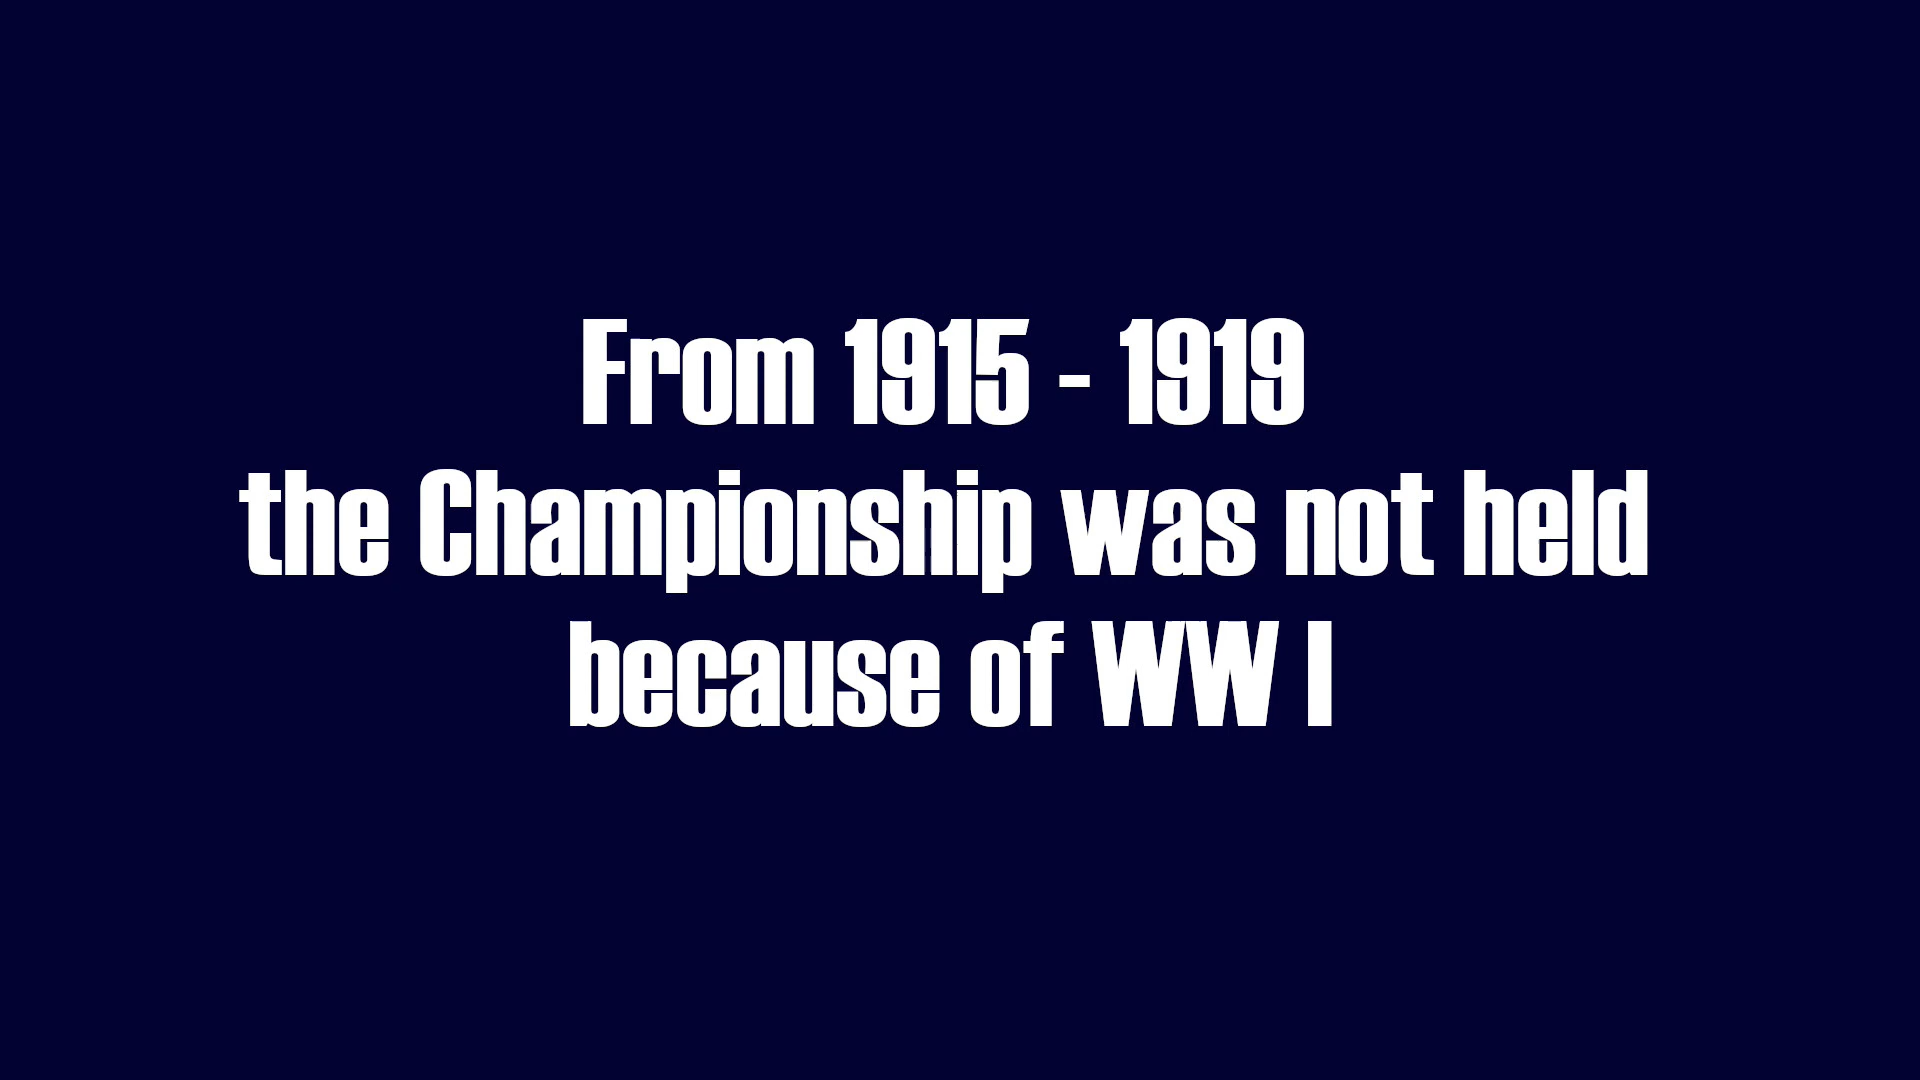 From 1915 - 1919
the Championship was not held
because of WW I